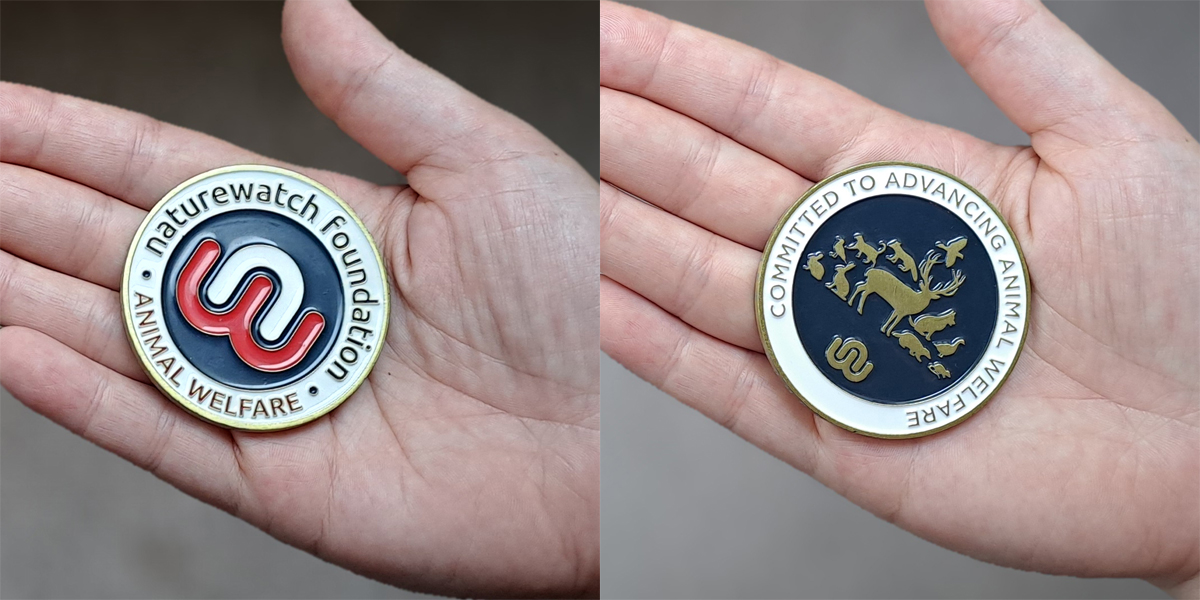 naturewatch foundation
ANIMAL WELFARE
COMMITTED TO ADVANCING ANIMAL WELFARE